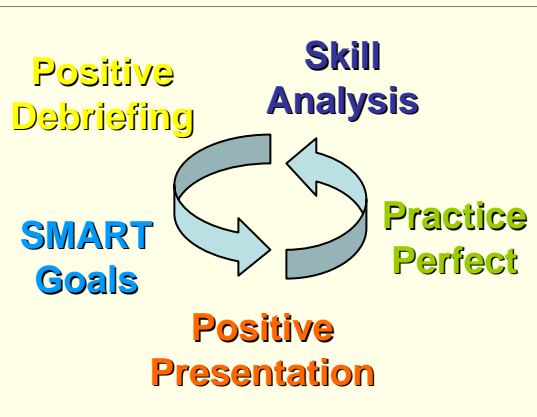 Positive
Debriefing
Skill
Analysis
SMART
Goals
Practice
Perfect
Positive
Presentation